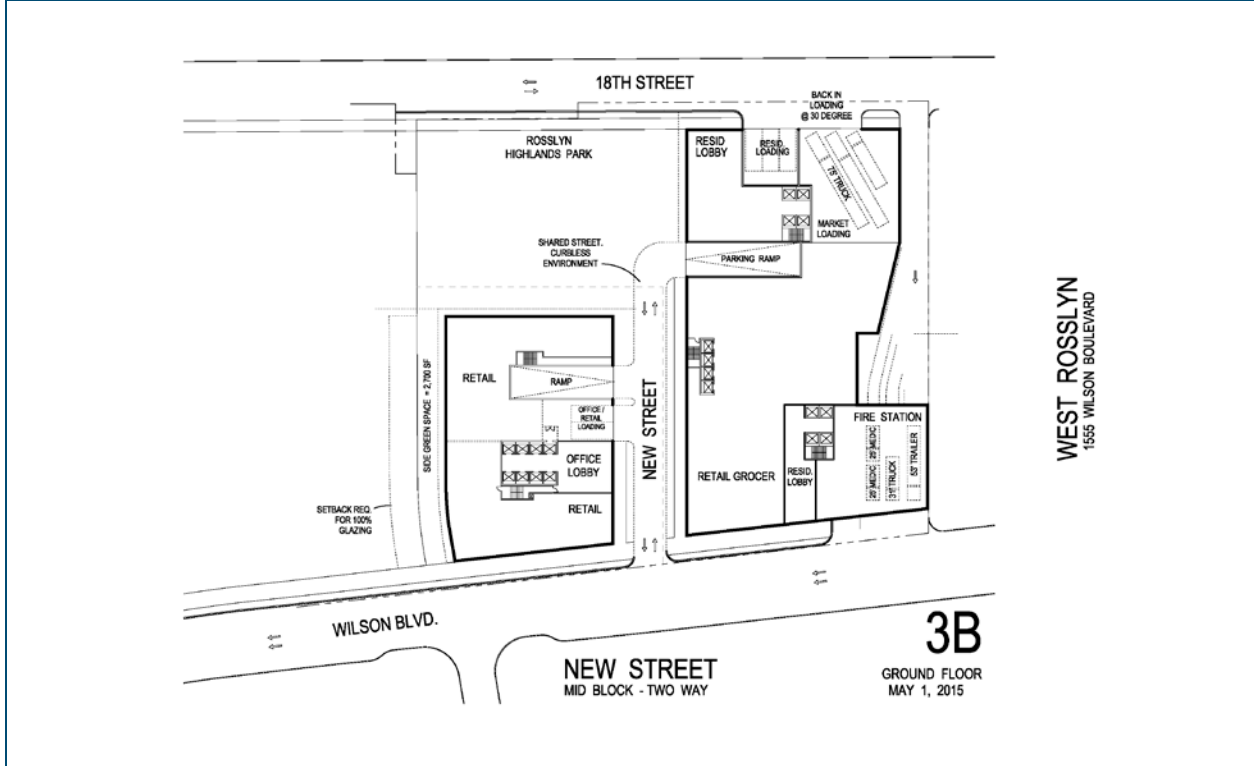 18TH STREET
BACK IN
LOADING
@ 30 DEGREE
ROSSLYN
HIGHLANDS PARK
RESID
LOBBY
RESID.
LOADING
75' TRUCK
MARKET
LOADING
SHARED STREET.
CURBLESS
ENVIRONMENT
PARKING RAMP
RETAIL
RAMP
OFFICE /
RETAIL
LOADING
SIDE GREEN SPACE = 2,700 SF
NEW STREET
OFFICE
LOBBY
RETAIL
SETBACK REQ.
FOR 100%
GLAZING
RETAIL GROCER
RESID.
LOBBY
FIRE STATION
25' MEDIC
25' MEDIC
31' TRUCK
53' TRAILER
WEST ROSSLYN
1555 WILSON BOULEVARD
WILSON BLVD.
NEW STREET
MID BLOCK - TWO WAY
3B
GROUND FLOOR
MAY 1, 2015